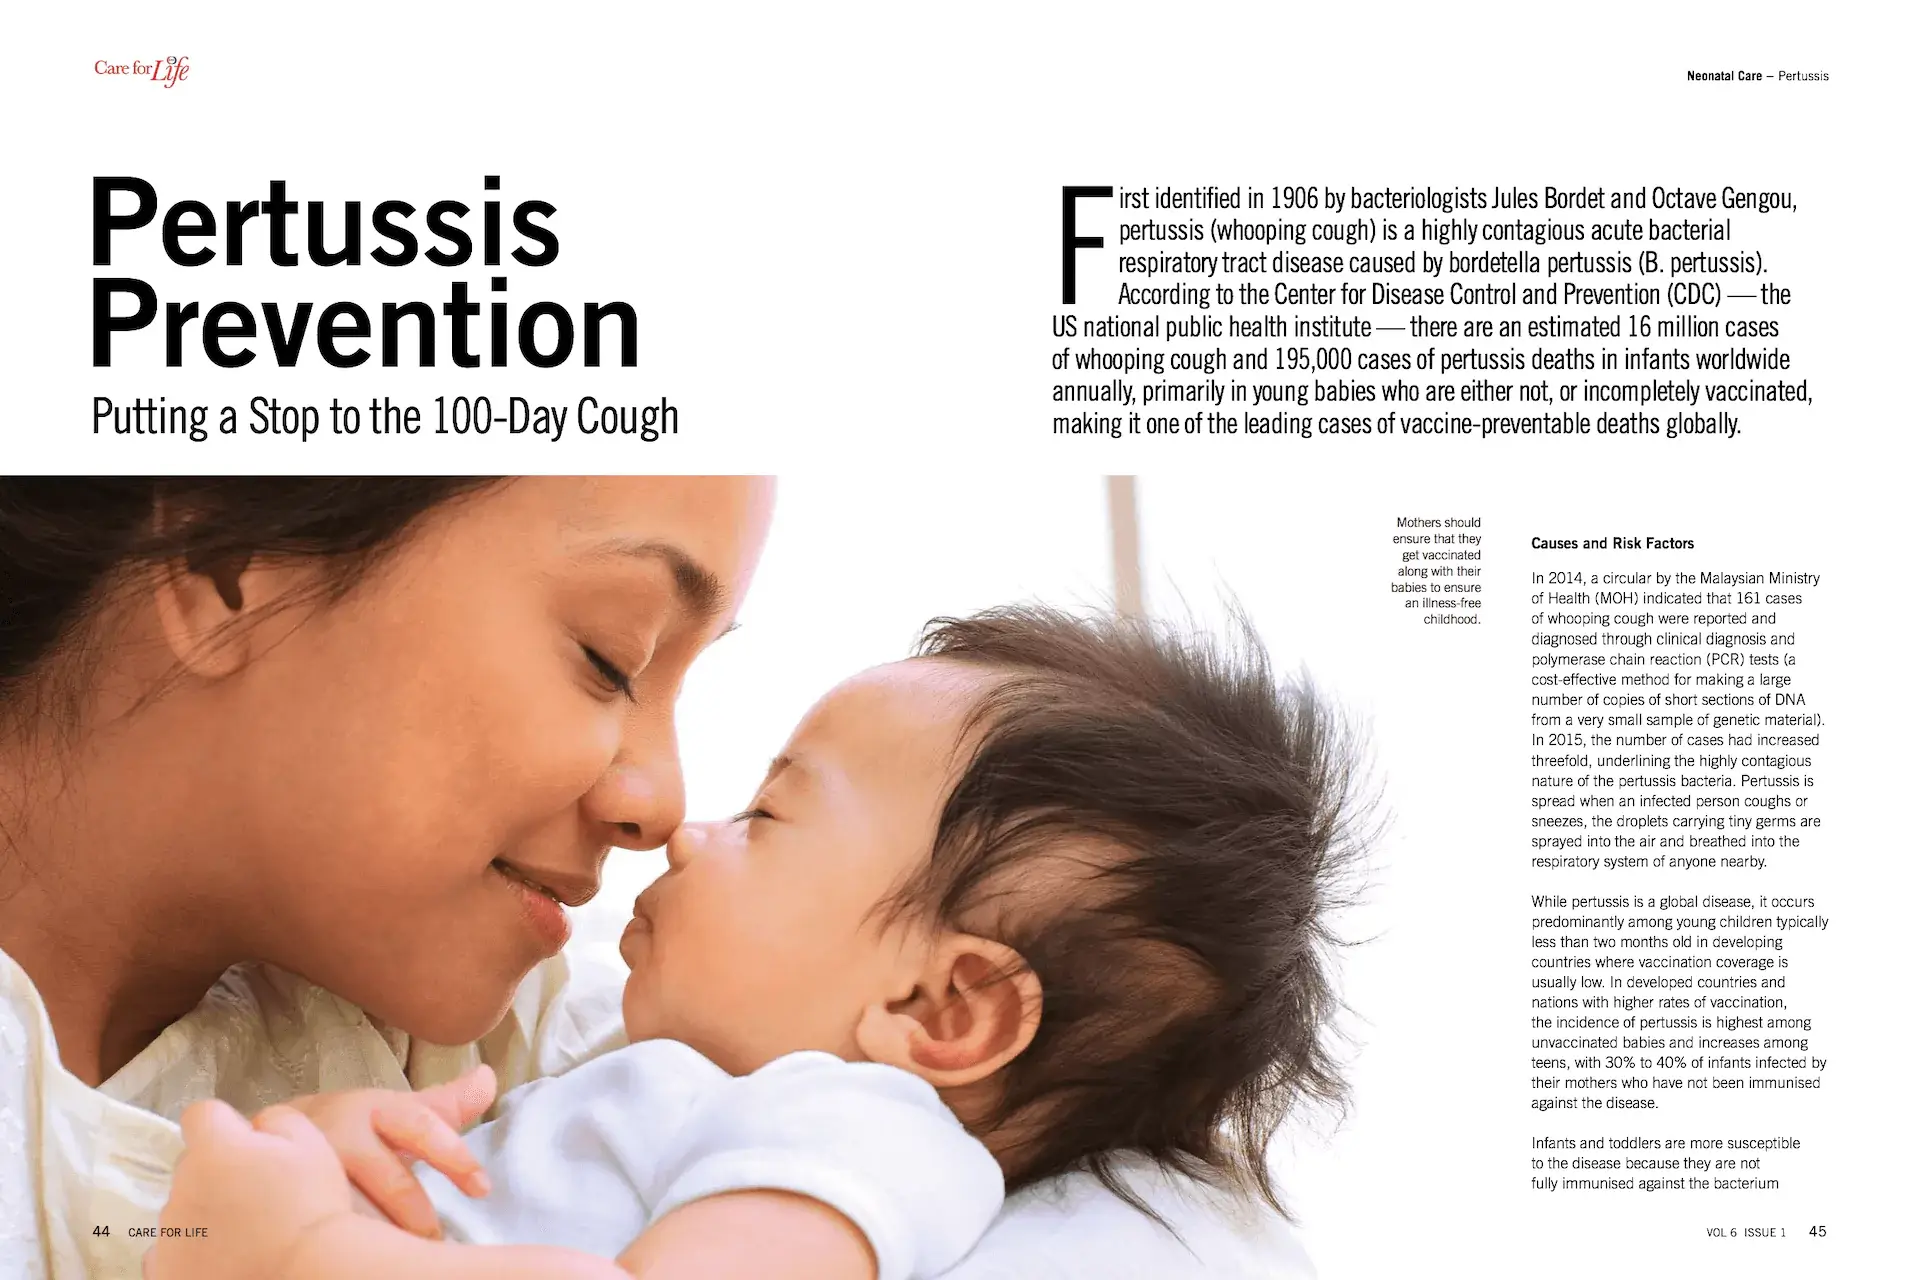 Care for Life
Neonatal Care – Pertussis
Pertussis
Prevention
Putting a Stop to the 100-Day Cough
First identified in 1906 by bacteriologists Jules Bordet and Octave Gengou,
pertussis (whooping cough) is a highly contagious acute bacterial
respiratory tract disease caused by bordetella pertussis (B. pertussis).
According to the Center for Disease Control and Prevention (CDC) — the
US national public health institute — there are an estimated 16 million cases
of whooping cough and 195,000 cases of pertussis deaths in infants worldwide
annually, primarily in young babies who are either not, or incompletely vaccinated,
making it one of the leading cases of vaccine-preventable deaths globally.
Mothers should
ensure that they
get vaccinated
along with their
babies to ensure
an illness-free
childhood.
Causes and Risk Factors
In 2014, a circular by the Malaysian Ministry
of Health (MOH) indicated that 161 cases
of whooping cough were reported and
diagnosed through clinical diagnosis and
polymerase chain reaction (PCR) tests (a
cost-effective method for making a large
number of copies of short sections of DNA
from a very small sample of genetic material).
In 2015, the number of cases had increased
threefold, underlining the highly contagious
nature of the pertussis bacteria. Pertussis is
spread when an infected person coughs or
sneezes, the droplets carrying tiny germs are
sprayed into the air and breathed into the
respiratory system of anyone nearby.
While pertussis is a global disease, it occurs
predominantly among young children typically
less than two months old in developing
countries where vaccination coverage is
usually low. In developed countries and
nations with higher rates of vaccination,
the incidence of pertussis is highest among
unvaccinated babies and increases among
teens, with 30% to 40% of infants infected by
their mothers who have not been immunised
against the disease.
Infants and toddlers are more susceptible
to the disease because they are not
fully immunised against the bacterium
44 CARE FOR LIFE
VOL 6 ISSUE 1 45